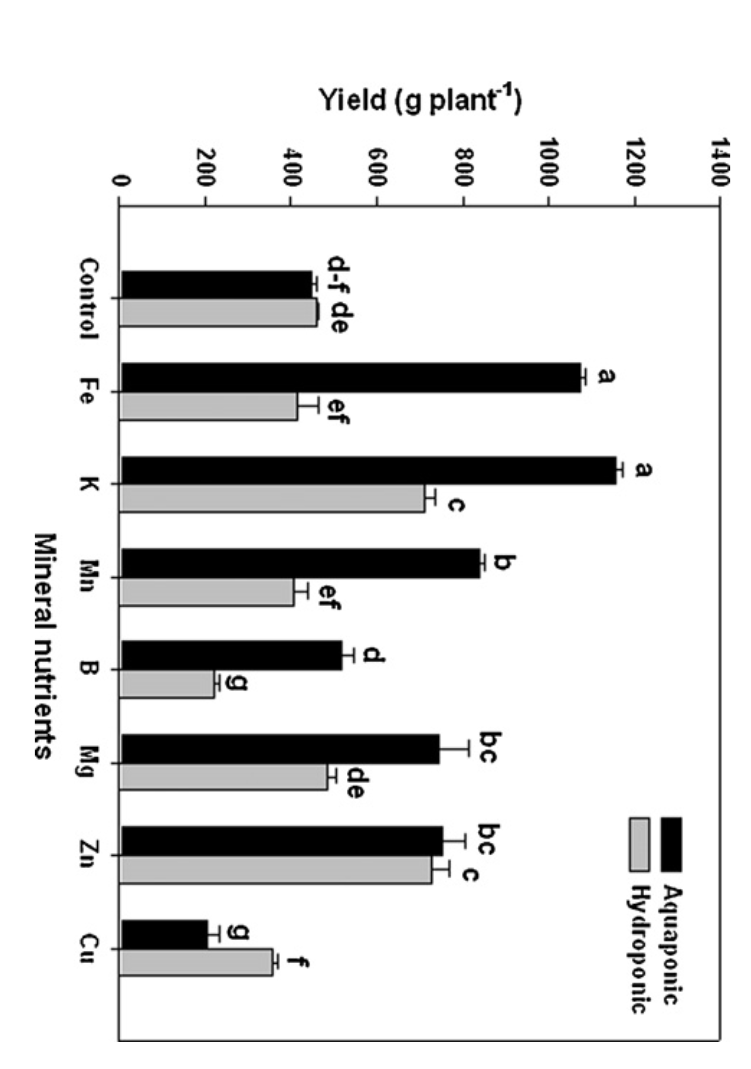 Yield (g plant-1)
1400
1200
1000
800
600
400
200
0
d-f de
a ef
a c
b ef
d g
bc de
bc c
g f
Aquaponic
Hydroponic
Control Fe K Mn B Mg Zn Cu
Mineral nutrients